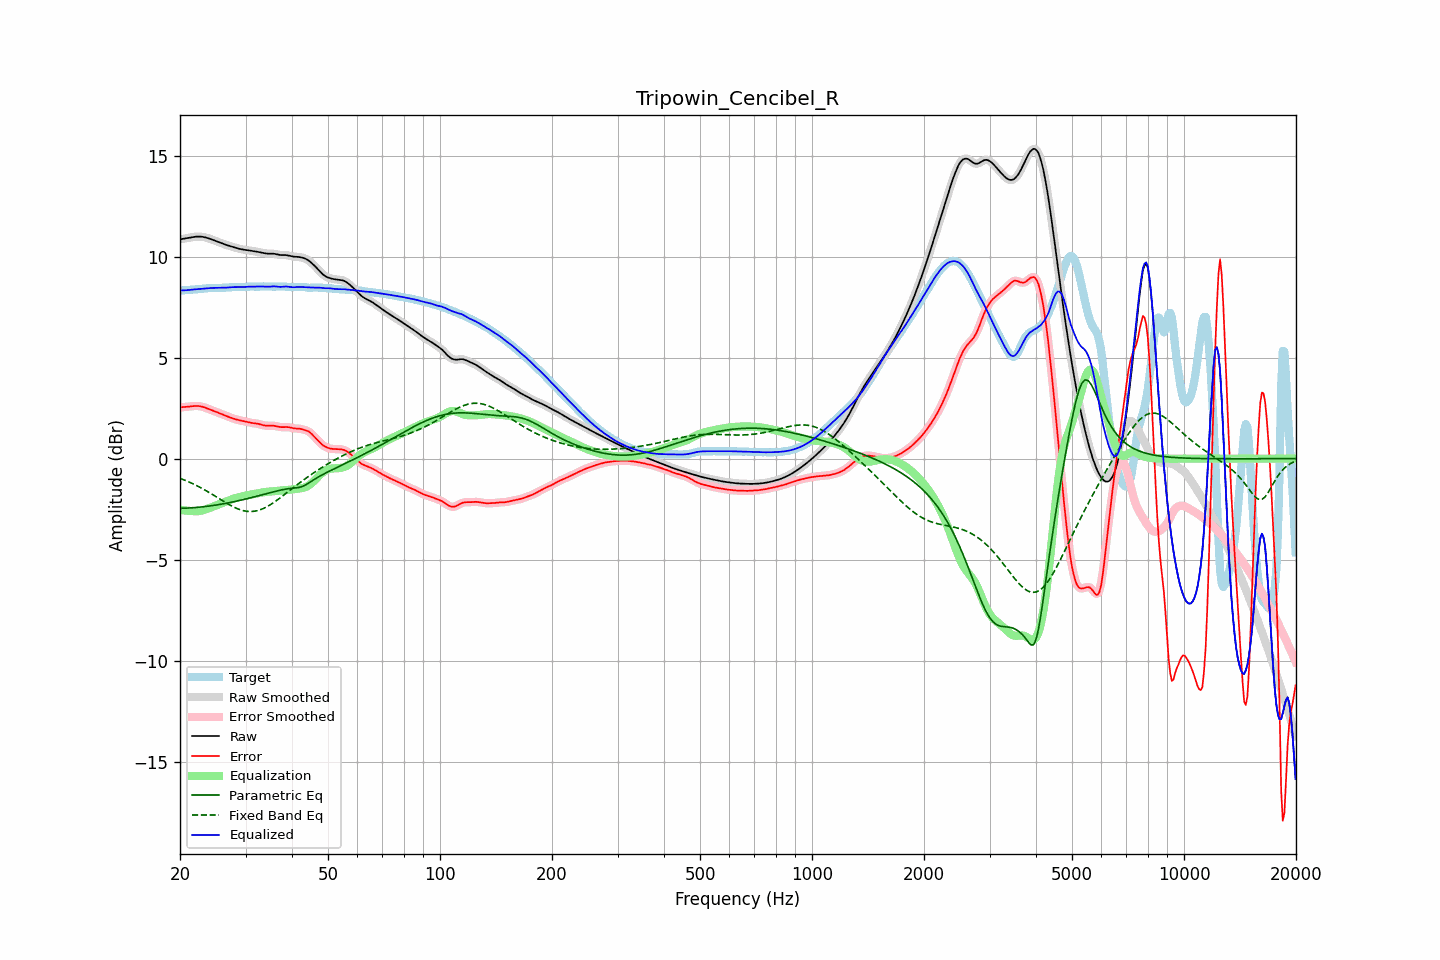 Tripowin_Cencibel_R
Amplitude (dBr)
15
10
5
0
−5
−10
−15
Target
Raw Smoothed
Error Smoothed
Raw
Error
Equalization
Parametric Eq
Fixed Band Eq
Equalized
20 50 100 200 500 1000 2000 5000 10000 20000
Frequency (Hz)